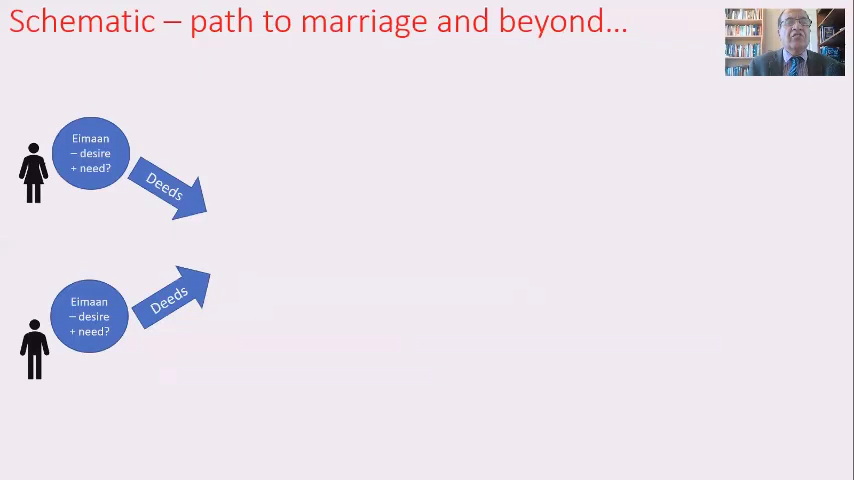 Schematic – path to marriage and beyond...
Eimaan
– desire
+ need?
Deeds
Eimaan
– desire
+ need?
Deeds